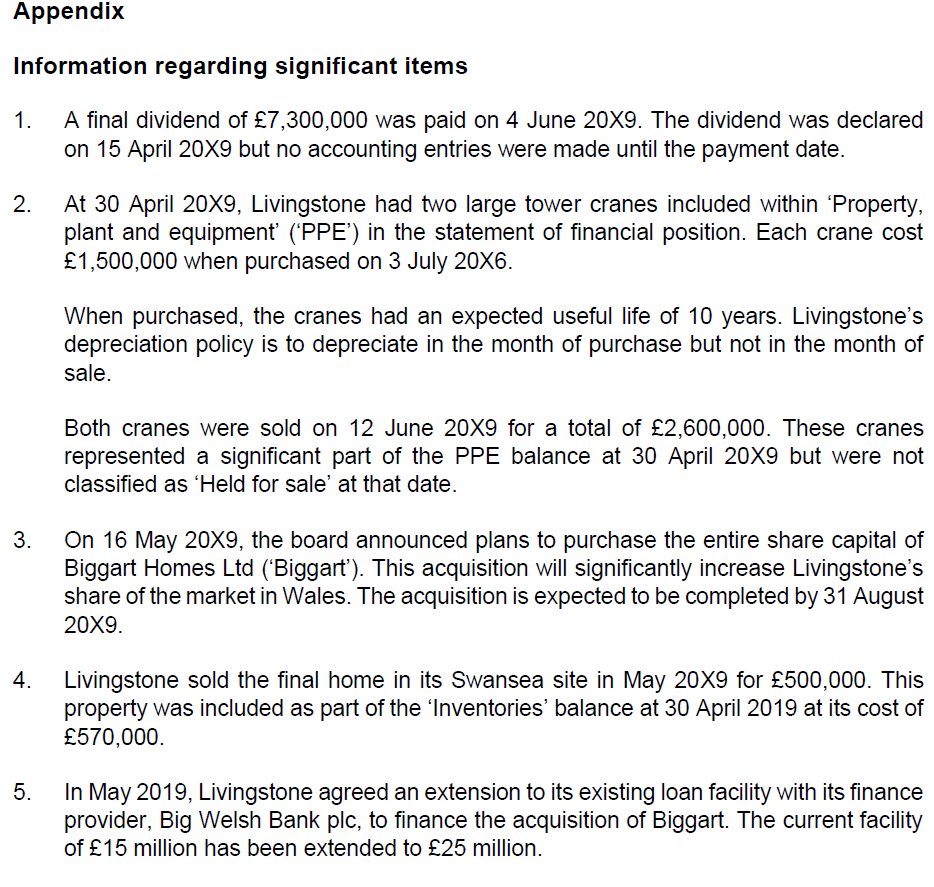 Appendix
Information regarding significant items
1. A final dividend of £7,300,000 was paid on 4 June 20X9. The dividend was declared
on 15 April 20X9 but no accounting entries were made until the payment date.
2. At 30 April 20X9, Livingstone had two large tower cranes included within ‘Property,
plant and equipment’ (‘PPE’) in the statement of financial position. Each crane cost
£1,500,000 when purchased on 3 July 20X6.
When purchased, the cranes had an expected useful life of 10 years. Livingstone’s
depreciation policy is to depreciate in the month of purchase but not in the month of
sale.
Both cranes were sold on 12 June 20X9 for a total of £2,600,000. These cranes
represented a significant part of the PPE balance at 30 April 20X9 but were not
classified as ‘Held for sale’ at that date.
3. On 16 May 20X9, the board announced plans to purchase the entire share capital of
Biggart Homes Ltd (‘Biggart’). This acquisition will significantly increase Livingstone’s
share of the market in Wales. The acquisition is expected to be completed by 31 August
20X9.
4. Livingstone sold the final home in its Swansea site in May 20X9 for £500,000. This
property was included as part of the ‘Inventories’ balance at 30 April 2019 at its cost of
£570,000.
5. In May 2019, Livingstone agreed an extension to its existing loan facility with its finance
provider, Big Welsh Bank plc, to finance the acquisition of Biggart. The current facility
of £15 million has been extended to £25 million.